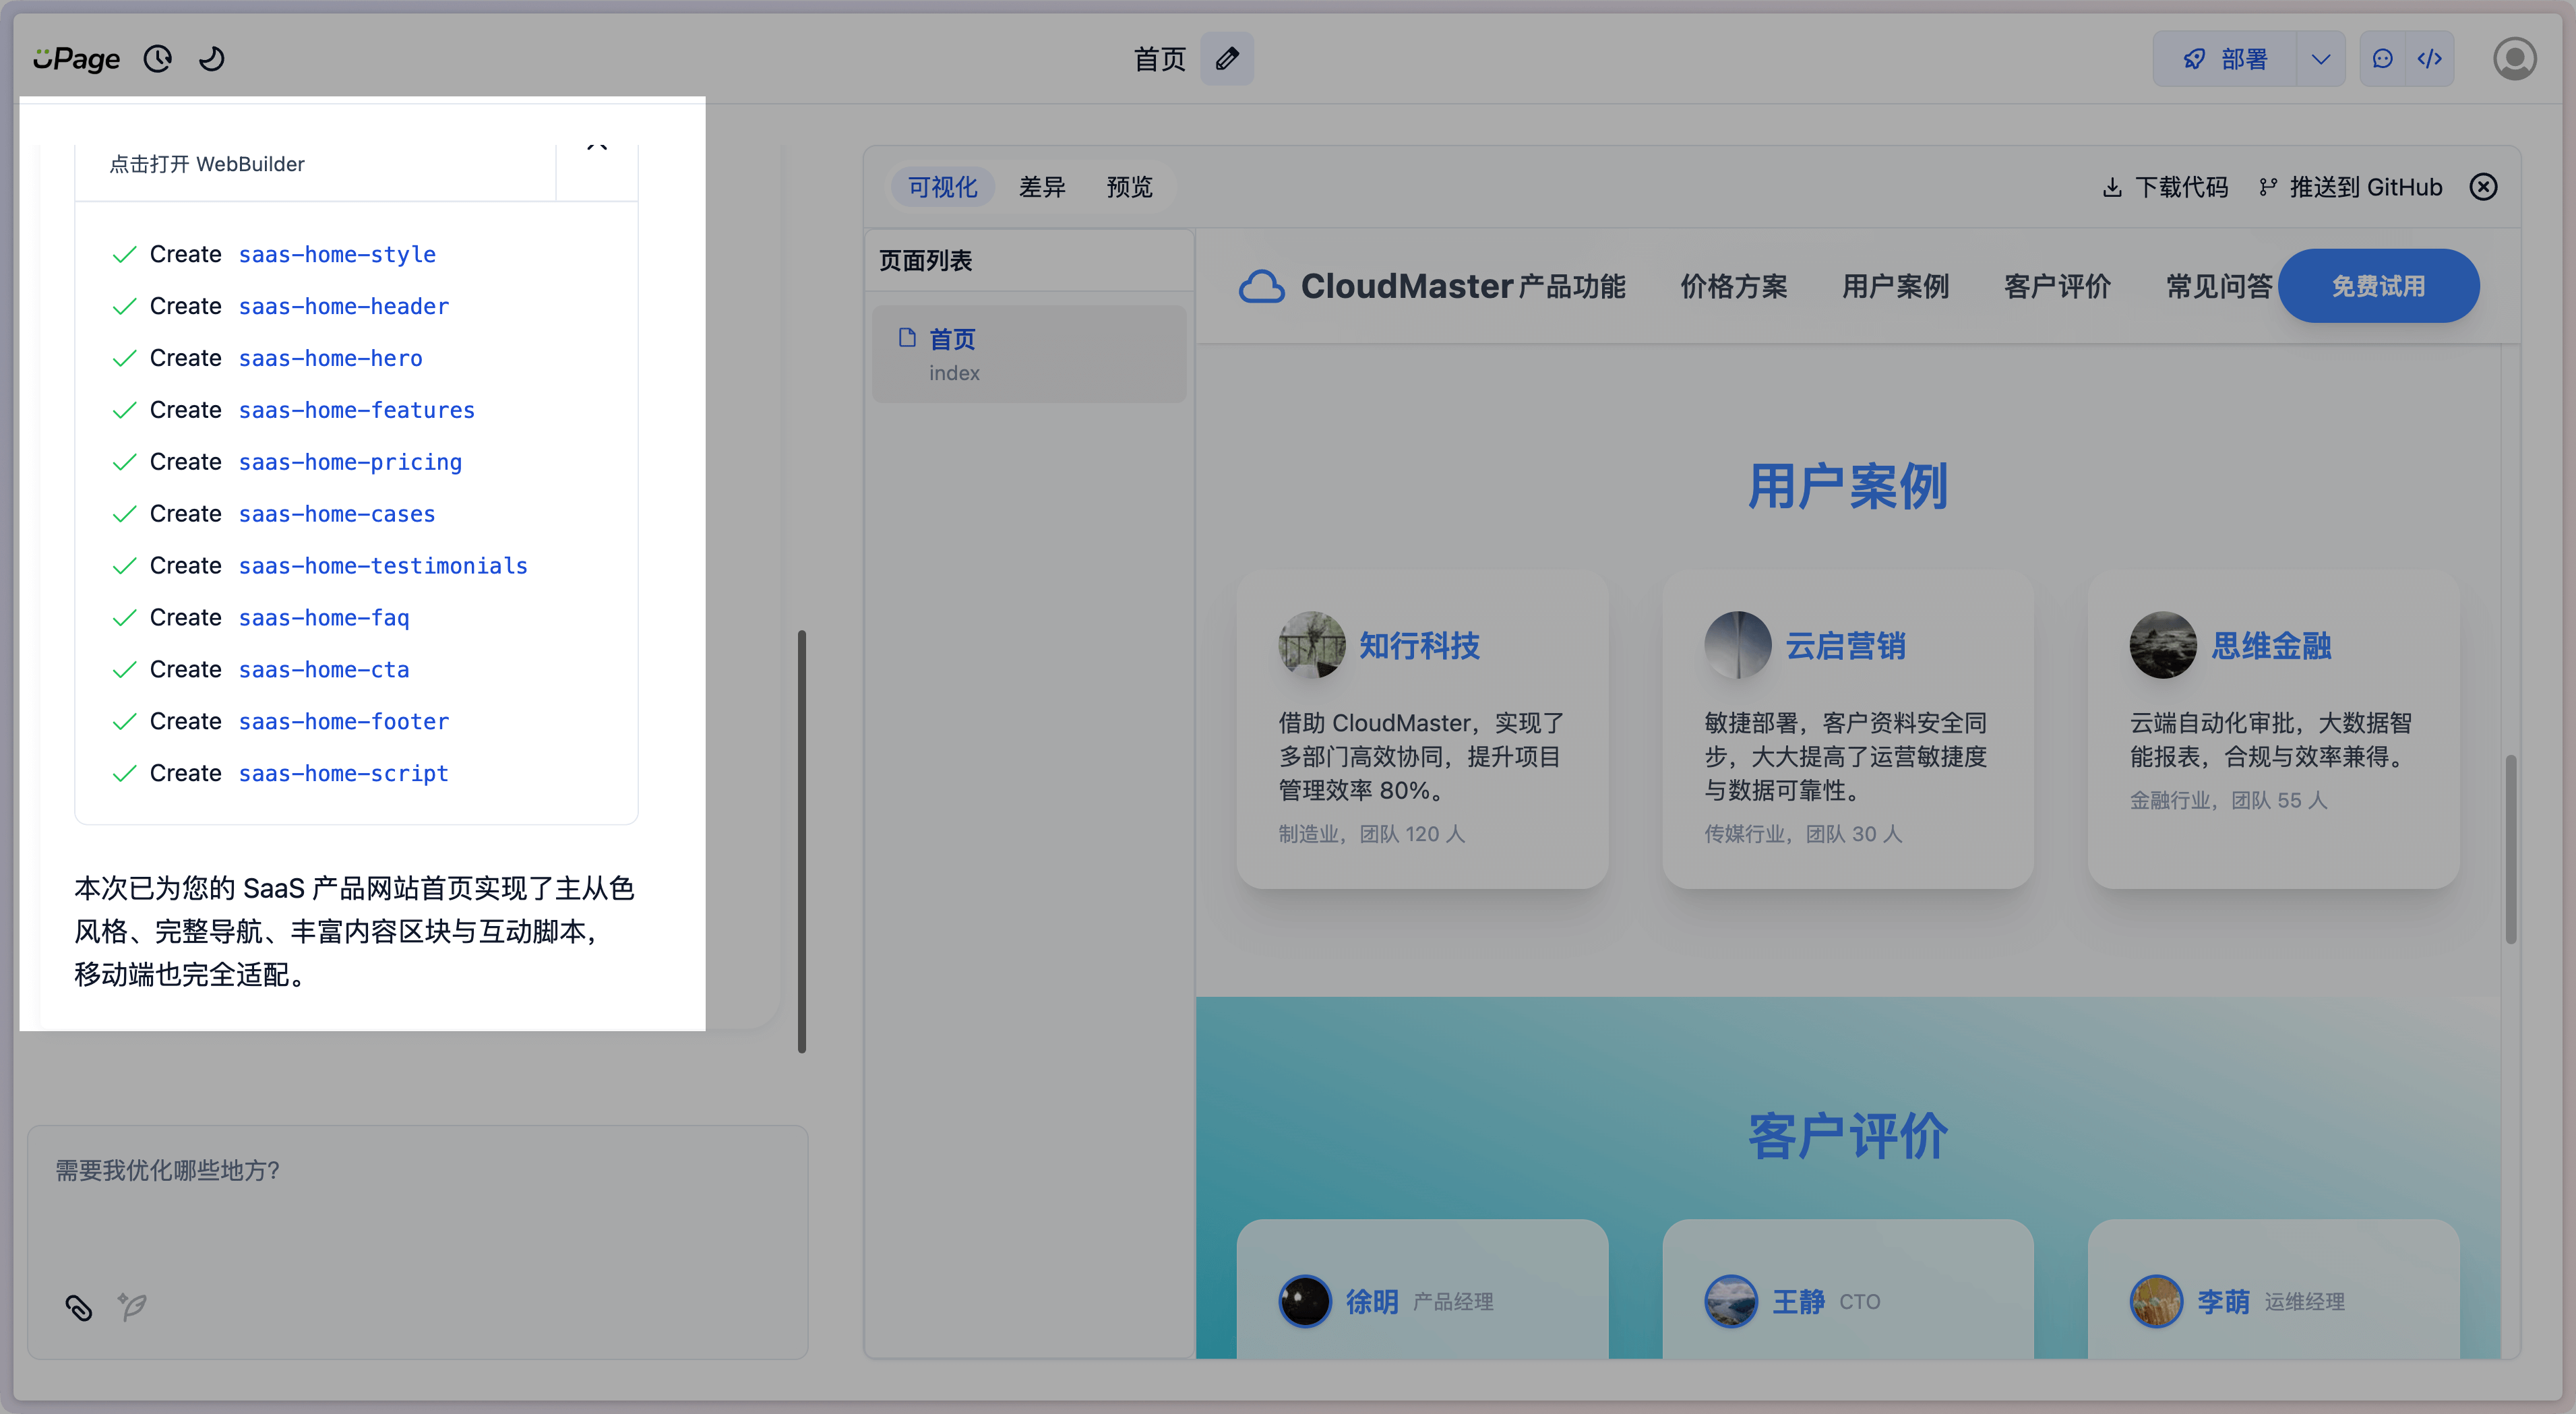 uPage
首页
部署
点击打开 WebBuilder
Create saas-home-style
Create saas-home-header
Create saas-home-hero
Create saas-home-features
Create saas-home-pricing
Create saas-home-cases
Create saas-home-testimonials
Create saas-home-faq
Create saas-home-cta
Create saas-home-footer
Create saas-home-script
本次已为您的 SaaS 产品网站首页实现了主从色
风格、完整导航、丰富内容区块与互动脚本，
移动端也完全适配。
需要我优化哪些地方?
可视化 差异 预览
下载代码 推送到 GitHub
页面列表
首页
index
CloudMaster 产品功能 价格方案 用户案例 客户评价 常见问答 免费试用
用户案例
知行科技
借助 CloudMaster，实现了
多部门高效协同，提升项目
管理效率 80%。
制造业，团队 120 人
云启营销
敏捷部署，客户资料安全同
步，大大提高了运营敏捷度
与数据可靠性。
传媒行业，团队 30 人
思维金融
云端自动化审批，大数据智
能报表，合规与效率兼得。
金融行业，团队 55 人
客户评价
徐明 产品经理
王静 CTO
李萌 运维经理